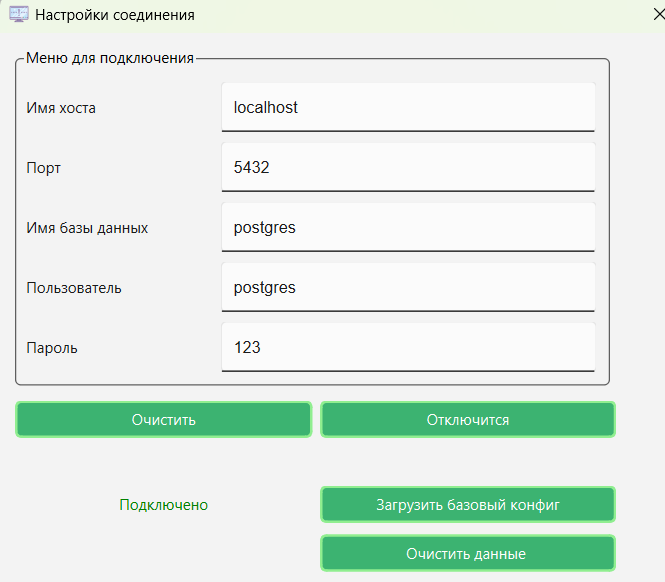 Настройки соединения
Меню для подключения
Имя хоста
localhost
Порт
5432
Имя базы данных
postgres
Пользователь
postgres
Пароль
123
Очистить
Отключится
Подключено
Загрузить базовый конфиг
Очистить данные